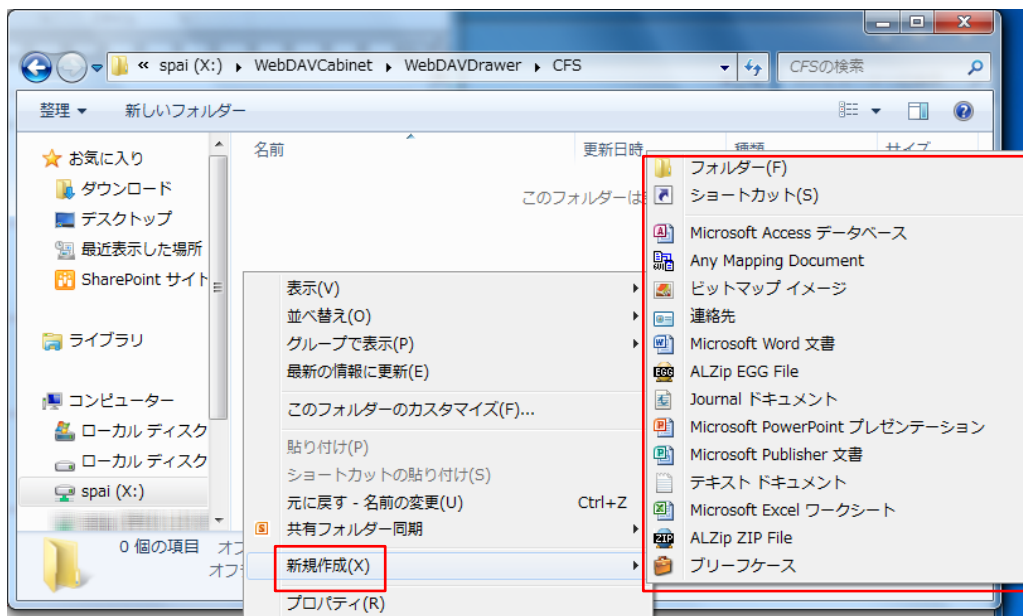 « spai (X:) ▸ WebDAVCabinet ▸ WebDAVDrawer ▸ CFS
CFSの検索
整理 ▼ 新しいフォルダー
お気に入り
ダウンロード
デスクトップ
最近表示した場所
SharePoint サイト
ライブラリ
コンピューター
ローカル ディスク
ローカル ディスク
spai (X:)
名前 更新日時 種類 サイズ
このフォルダーは
表示(V)
並べ替え(O)
グループで表示(P)
最新の情報に更新(E)
このフォルダーのカスタマイズ(F)...
貼り付け(P)
ショートカットの貼り付け(S)
元に戻す - 名前の変更(U) Ctrl+Z
共有フォルダー同期
新規作成(X)
プロパティ(R)
フォルダー(F)
ショートカット(S)
Microsoft Access データベース
Any Mapping Document
ビットマップ イメージ
連絡先
Microsoft Word 文書
ALZip EGG File
Journal ドキュメント
Microsoft PowerPoint プレゼンテーション
Microsoft Publisher 文書
テキスト ドキュメント
Microsoft Excel ワークシート
ALZip ZIP File
ブリーフケース
0 個の項目 オフ
オフ